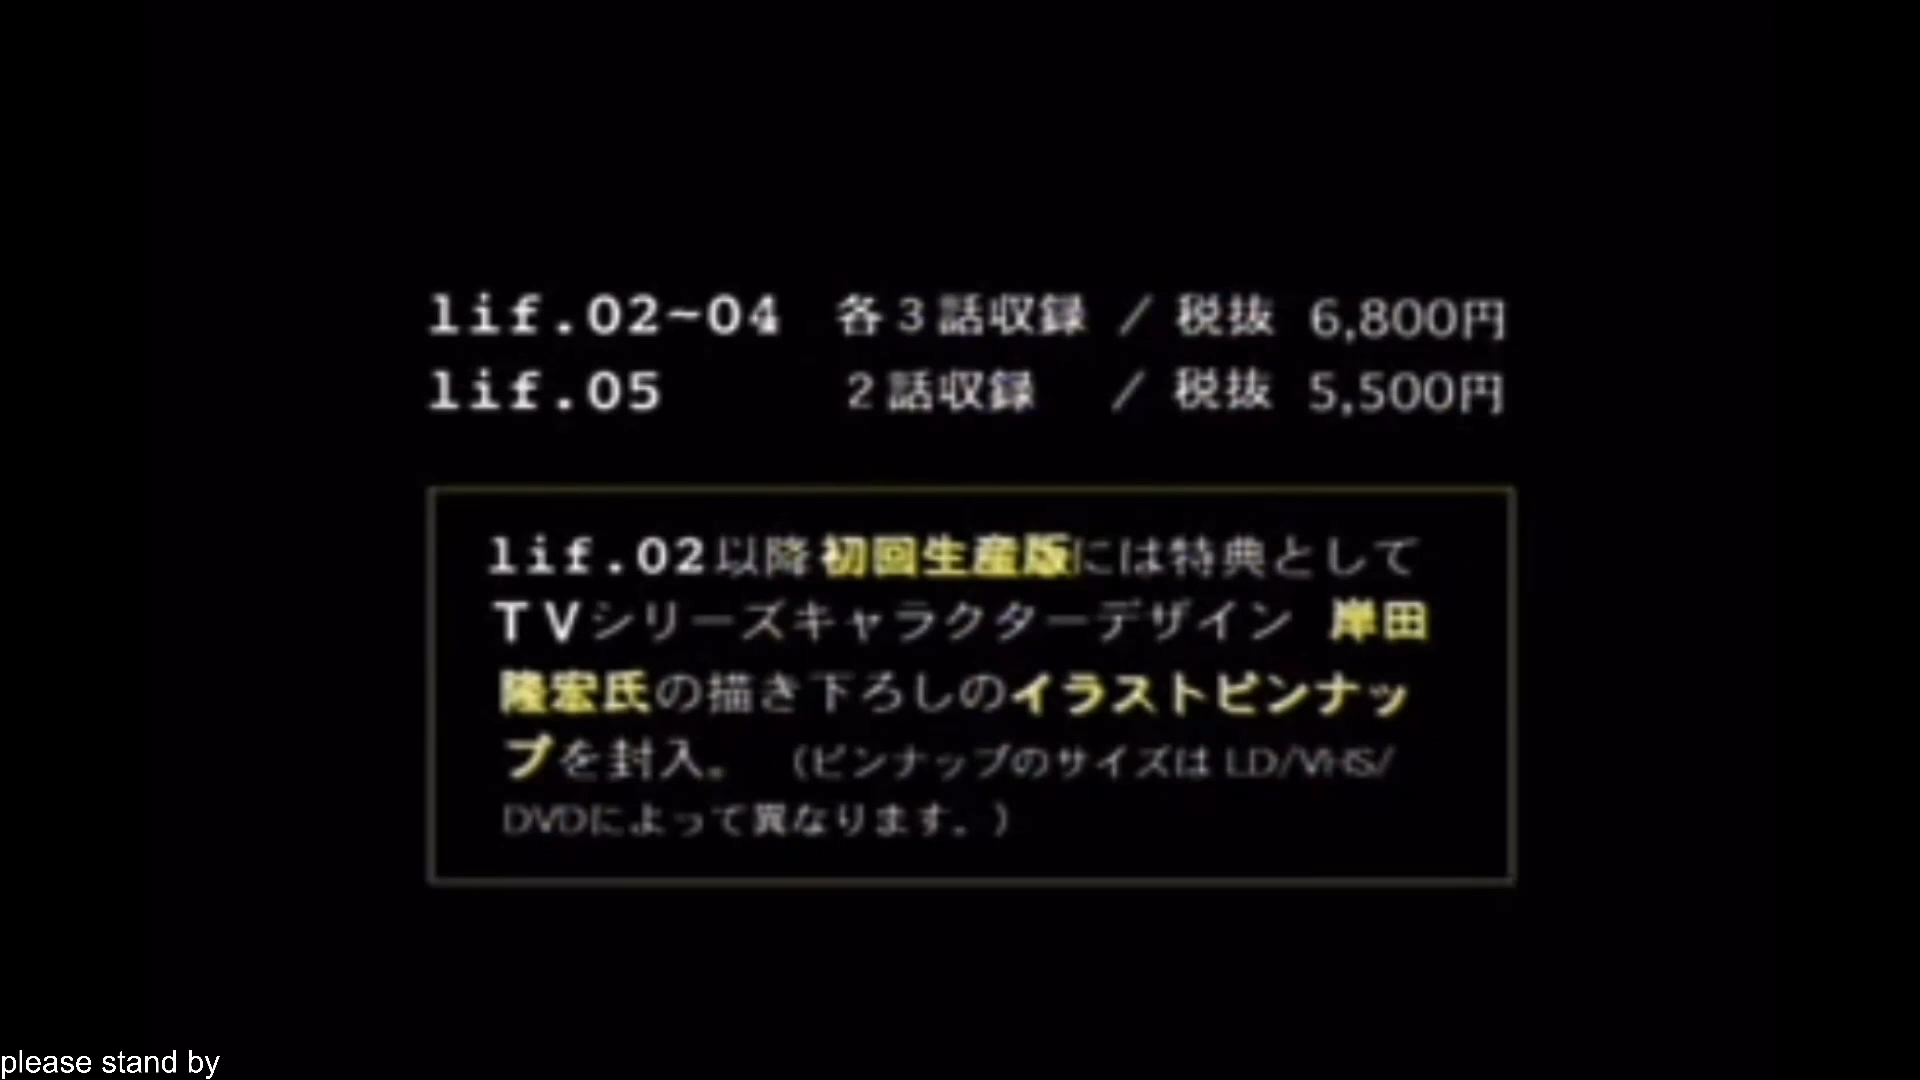 lif.02~04 各3話収録 / 税抜 6,800円
lif.05 2話収録 / 税抜 5,500円
lif.02以降初回生産版には特典として
TVシリーズキャラクターデザイン 岸田
隆宏氏の描き下ろしのイラストピンナッ
プを封入。 (ピンナップのサイズは LD/VHS/
DVDによって異なります。)
please stand by